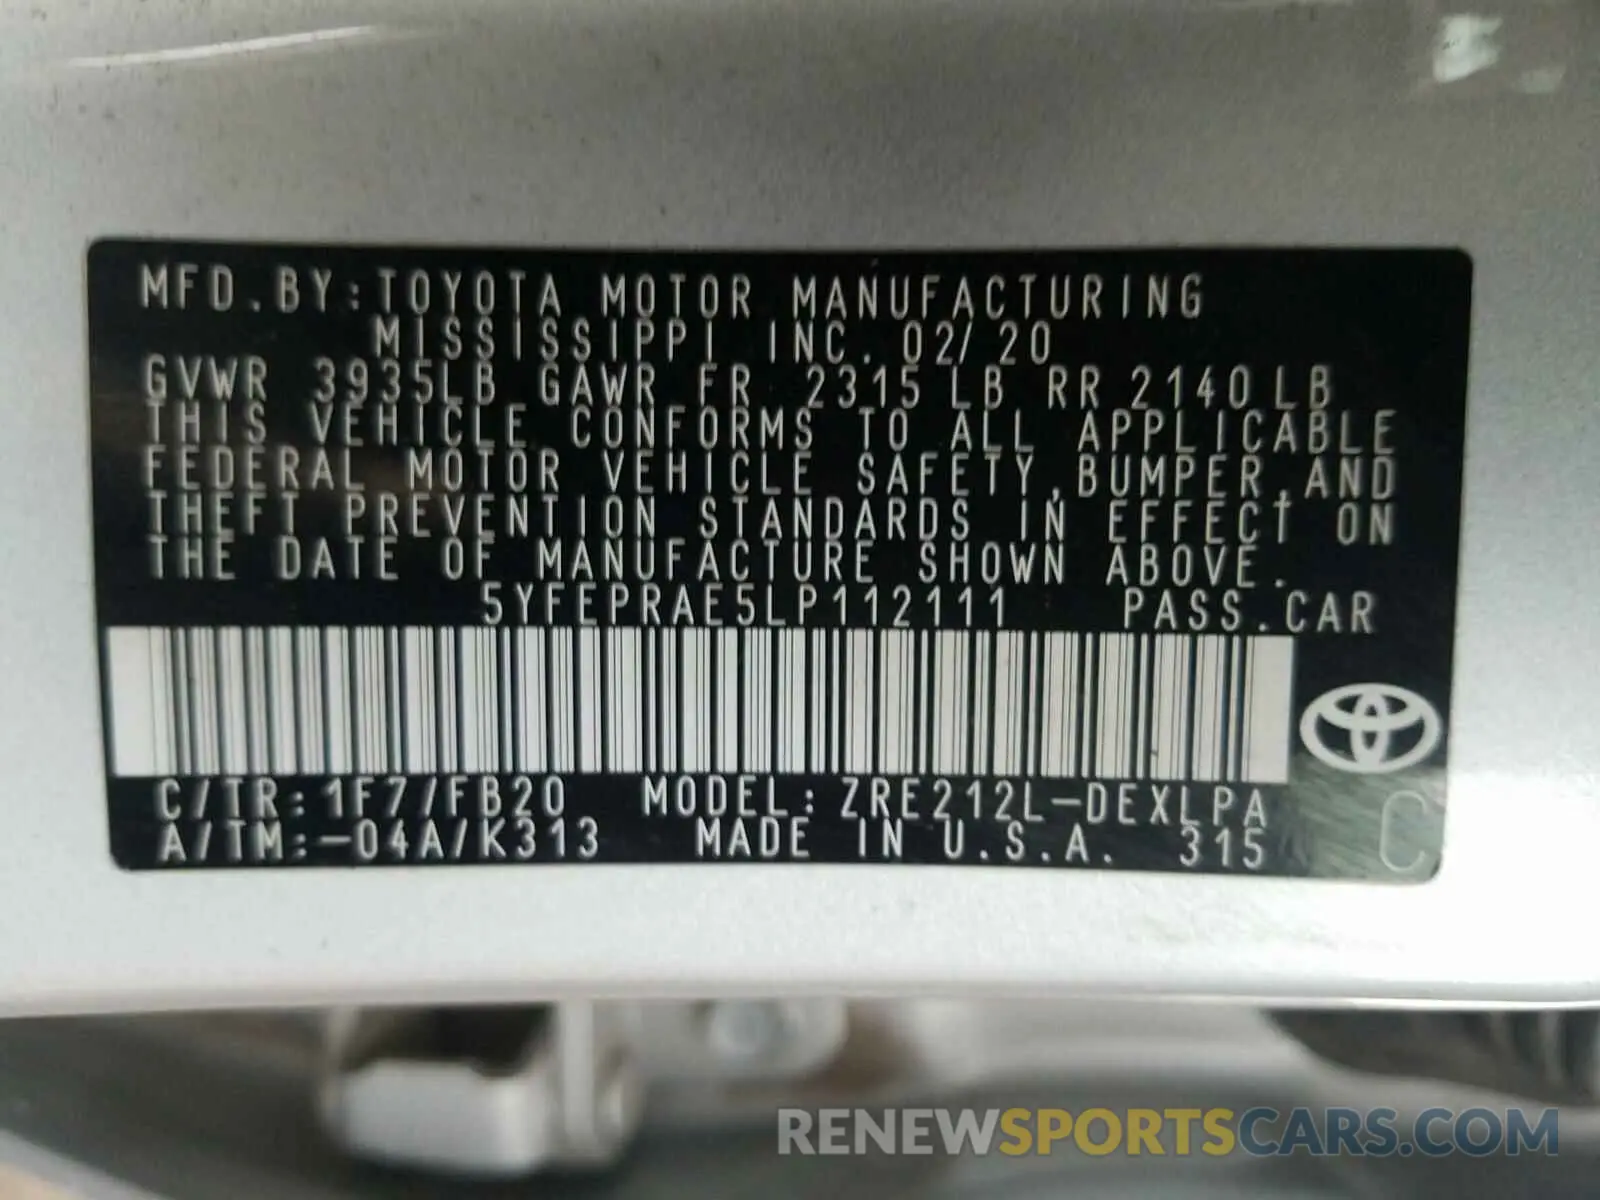 MFD.BY:TOYOTA MOTOR MANUFACTURING
MISSISSIPPI INC. 02/20
GVWR 3935LB GAWR FR 2315LB RR 2140LB
THIS VEHICLE CONFORMS TO ALL APPLICABLE
FEDERAL MOTOR VEHICLE SAFETY,BUMPER,AND
THEFT PREVENTION STANDARDS IN EFFECT ON
THE DATE OF MANUFACTURE SHOWN ABOVE.
5YFEPRAE5LP112111 PASS.CAR
C/TR:1F7/FB20 MODEL:ZRE212L-DEXLPA
A/TM:-04A/K313 MADE IN U.S.A. 315
C
RENEWSPORTSCARS.COM